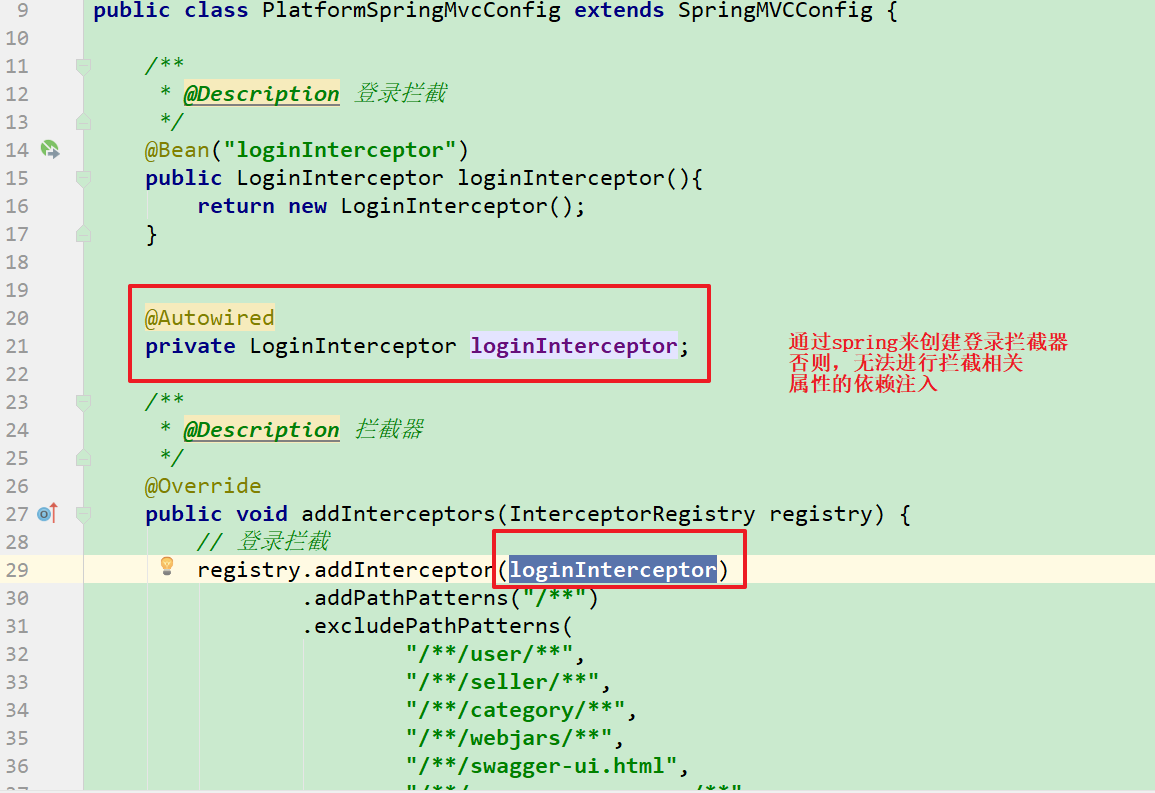 9 public class PlatformSpringMvcConfig extends SpringMVCConfig {
10
11 /**
12 * @Description 登录拦截
13 */
14 @Bean("loginInterceptor")
15 public LoginInterceptor loginInterceptor(){
16 return new LoginInterceptor();
17 }
18
19
20 @Autowired
21 private LoginInterceptor loginInterceptor;
通过spring来创建登录拦截器
否则，无法进行拦截相关
属性的依赖注入
22
23 /**
24 * @Description 拦截器
25 */
26 @Override
27 public void addInterceptors(InterceptorRegistry registry) {
28 // 登录拦截
29 registry.addInterceptor(loginInterceptor)
30 .addPathPatterns("/**")
31 .excludePathPatterns(
32 "/**/user/**",
33 "/**/seller/**",
34 "/**/category/**",
35 "/**/webjars/**",
36 "/**/swagger-ui.html",